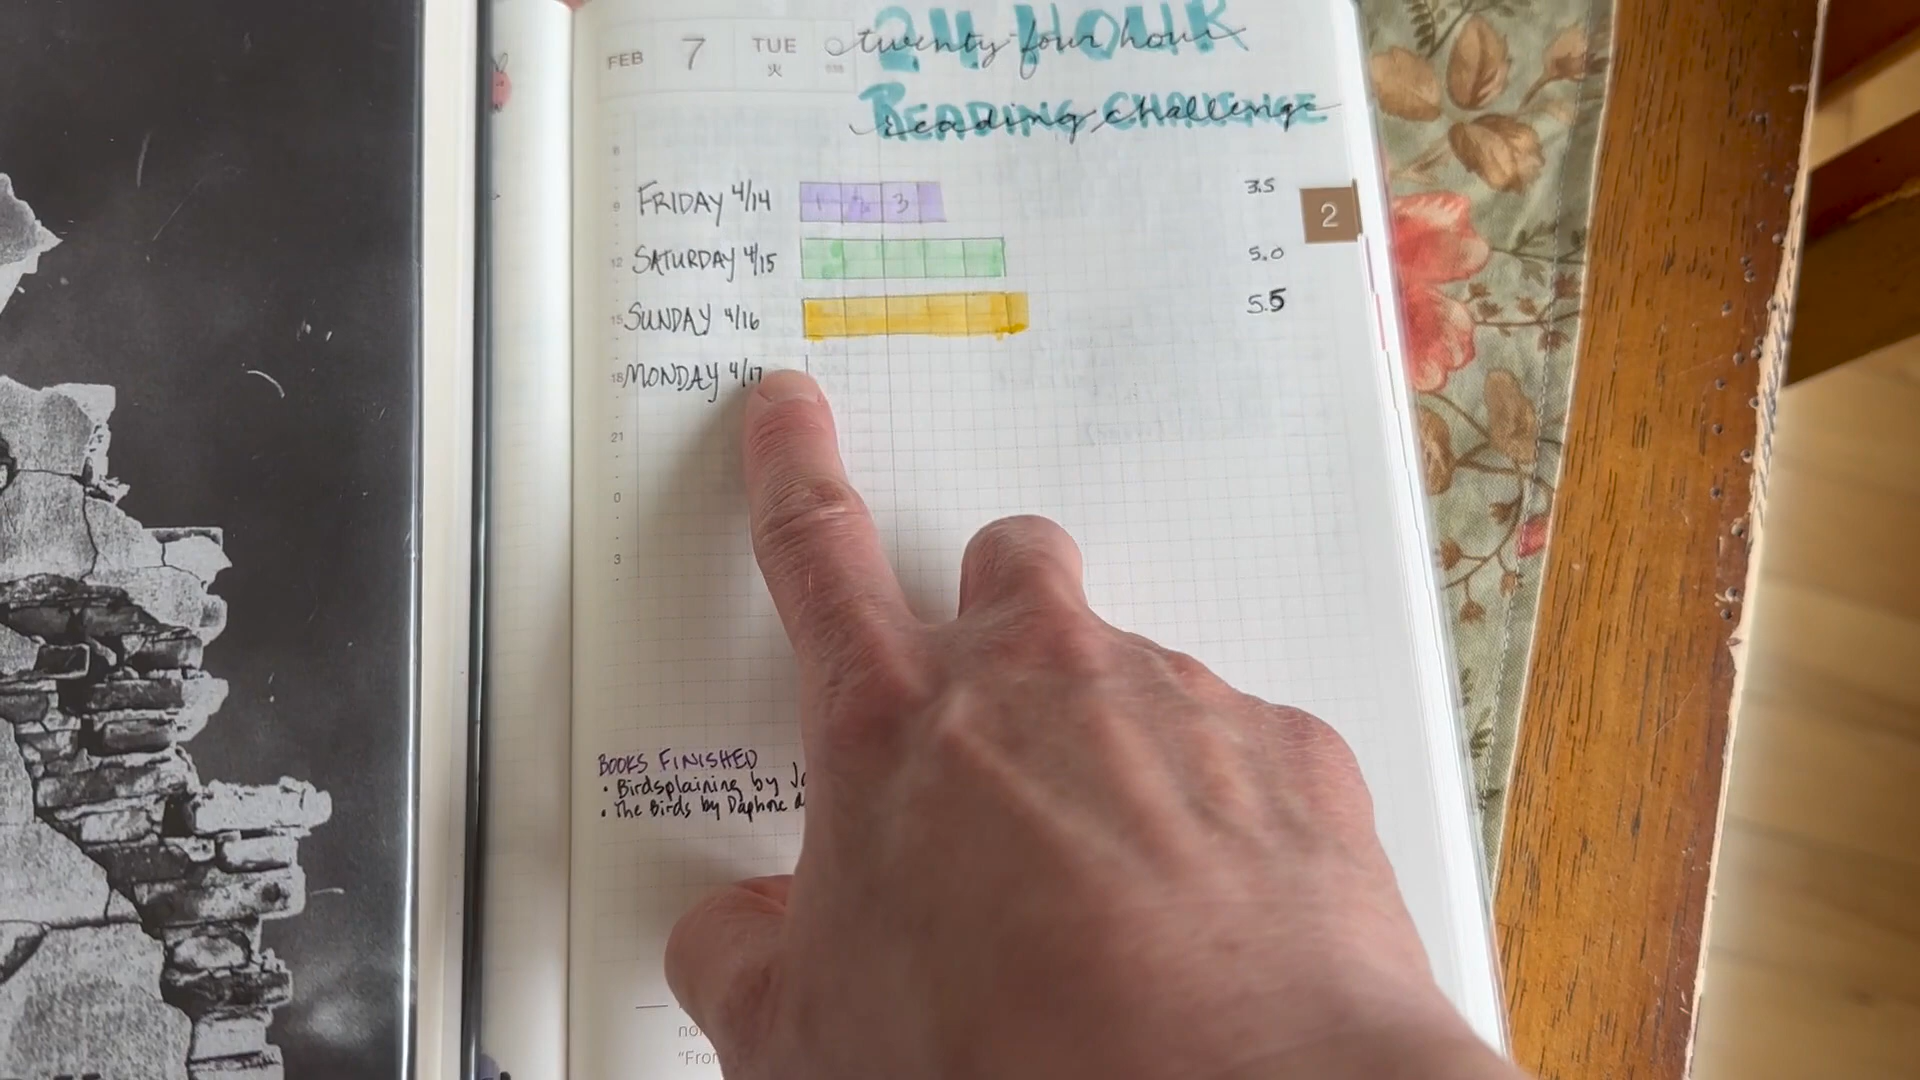 FEB 7 TUE
火
24 HOUR
twenty-four hour
READING CHALLENGE
reading challenge
6
9 FRIDAY 4/14 1 2 3 3.5
2
12 SATURDAY 4/15 5.0
15 SUNDAY 4/16 5.5
18 MONDAY 4/17
21
0
3
BOOKS FINISHED
• Birdsplaining by
• The Birds by Daphne
"From